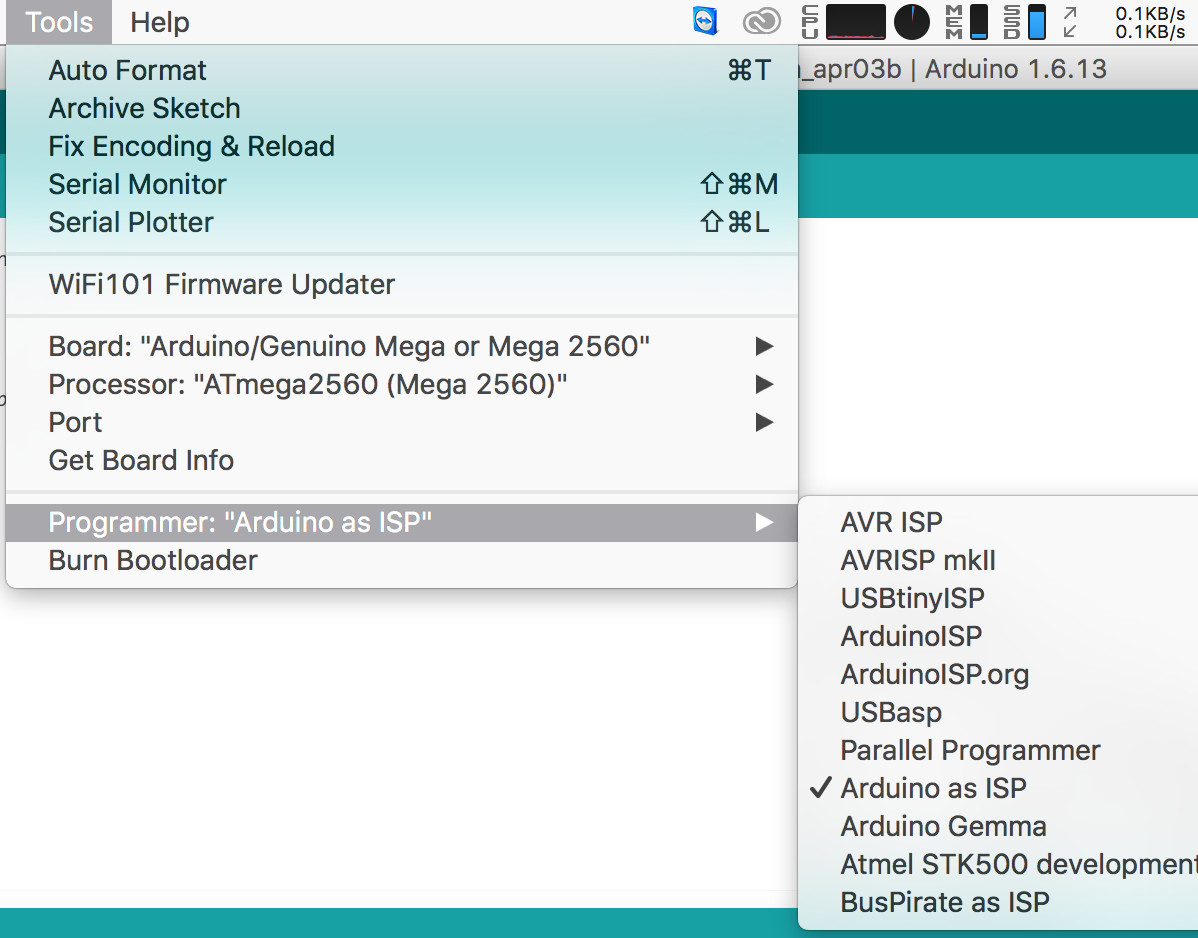 Tools Help CPU MEM SSD 0.1KB/s
0.1KB/s
_apr03b | Arduino 1.6.13
Auto Format ⌘T
Archive Sketch
Fix Encoding & Reload
Serial Monitor ⇧⌘M
Serial Plotter ⇧⌘L
WiFi101 Firmware Updater
Board: "Arduino/Genuino Mega or Mega 2560"
Processor: "ATmega2560 (Mega 2560)"
Port
Get Board Info
Programmer: "Arduino as ISP"
Burn Bootloader
AVR ISP
AVRISP mkII
USBtinyISP
ArduinoISP
ArduinoISP.org
USBasp
Parallel Programmer
✓ Arduino as ISP
Arduino Gemma
Atmel STK500 development
BusPirate as ISP